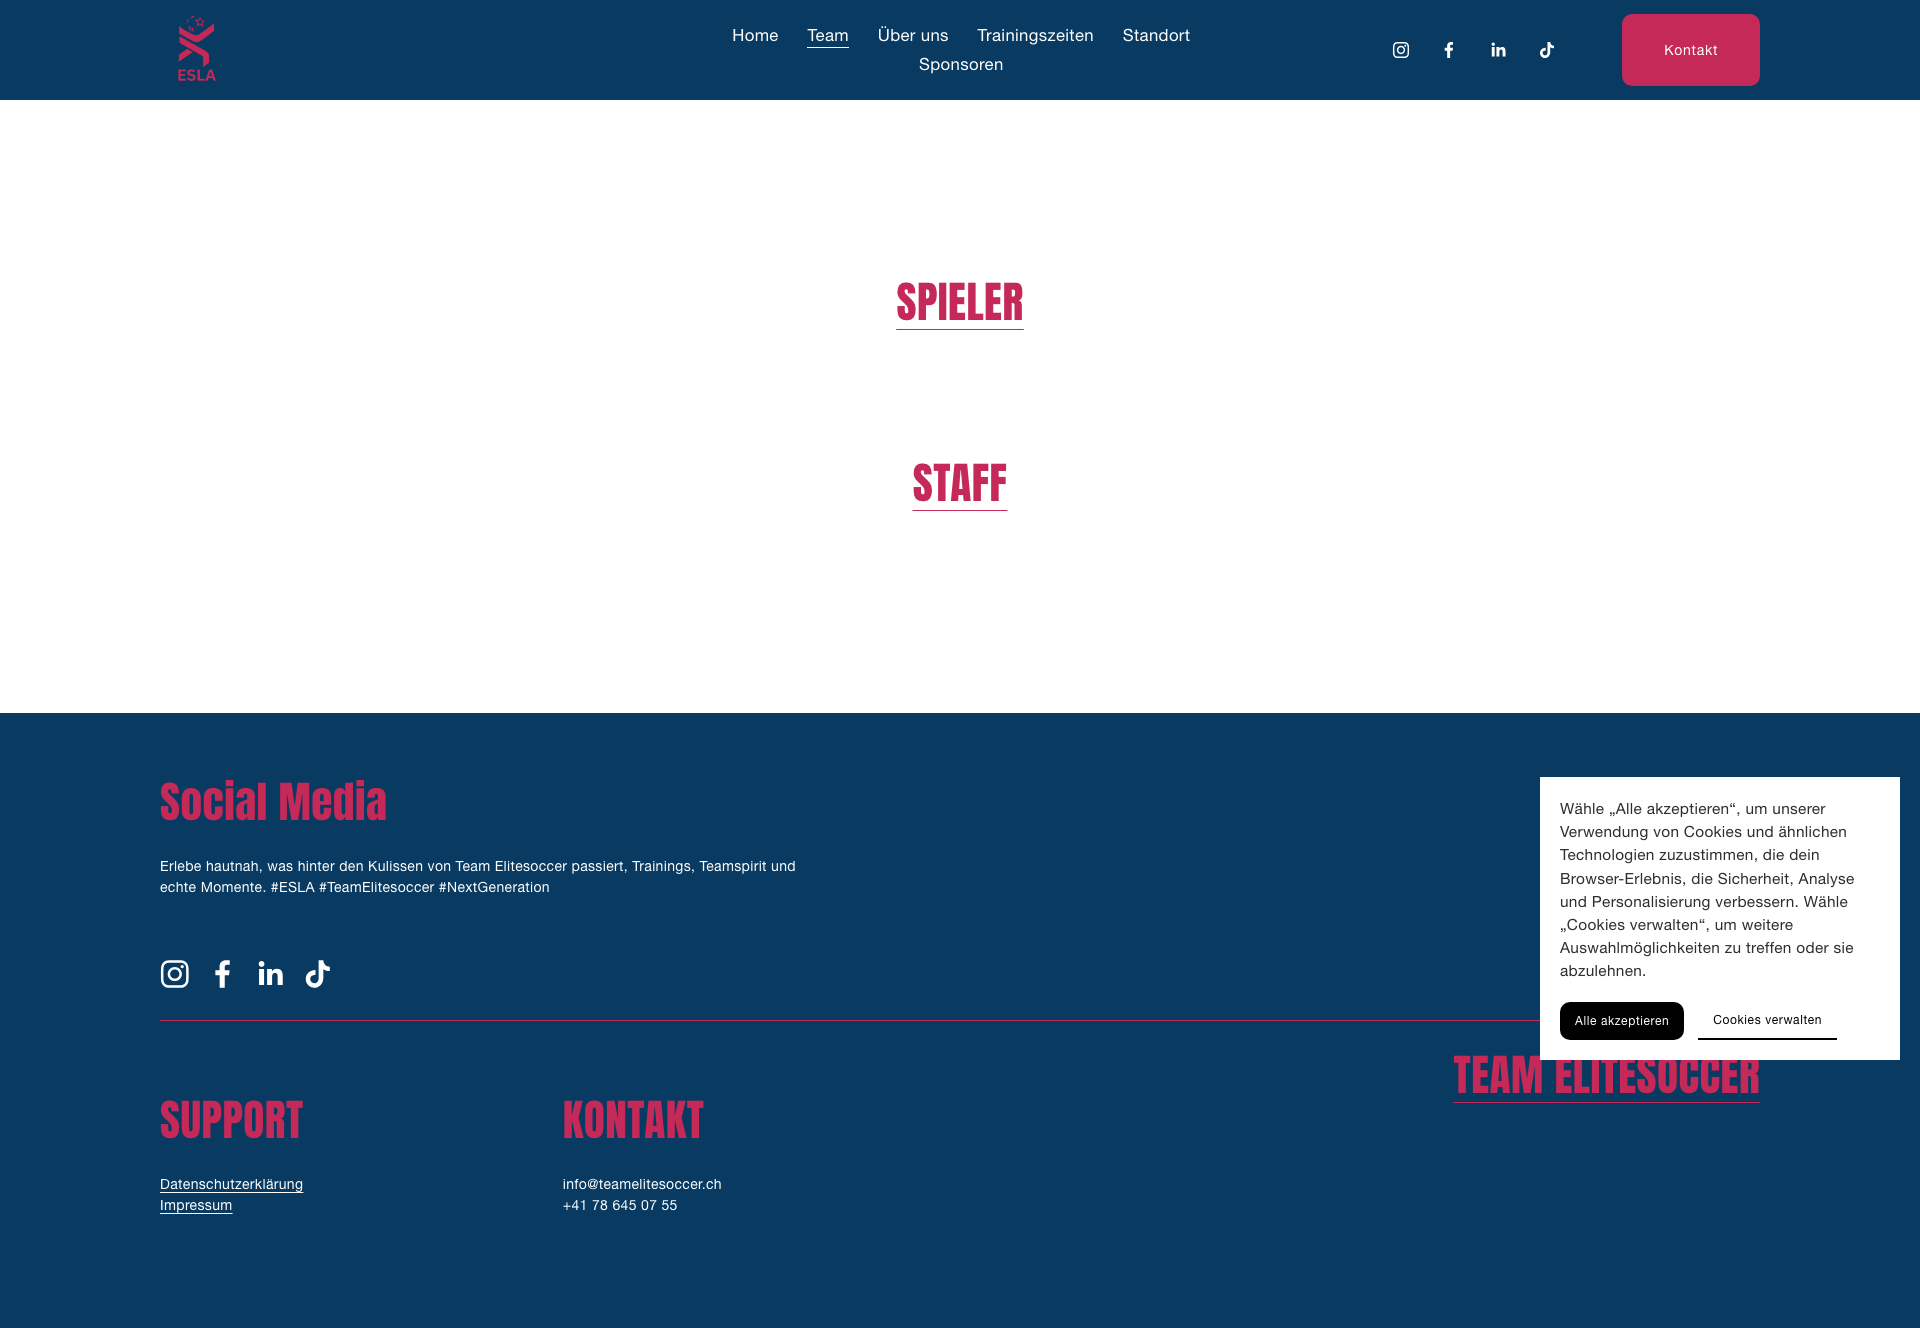 ESLA
Home Team Über uns Trainingszeiten Standort
Sponsoren
Kontakt
SPIELER
STAFF
Social Media
Erlebe hautnah, was hinter den Kulissen von Team Elitesoccer passiert, Trainings, Teamspirit und
echte Momente. #ESLA #TeamElitesoccer #NextGeneration
Wähle „Alle akzeptieren“, um unserer
Verwendung von Cookies und ähnlichen
Technologien zuzustimmen, die dein
Browser-Erlebnis, die Sicherheit, Analyse
und Personalisierung verbessern. Wähle
„Cookies verwalten“, um weitere
Auswahlmöglichkeiten zu treffen oder sie
abzulehnen.
Alle akzeptieren Cookies verwalten
TEAM ELITESOCCER
SUPPORT
Datenschutzerklärung
Impressum
KONTAKT
info@teamelitesoccer.ch
+41 78 645 07 55